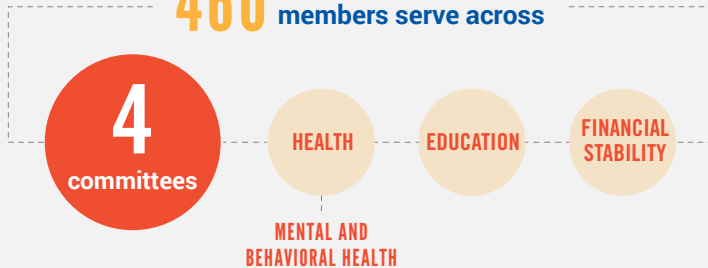 members serve across
4
committees
HEALTH
EDUCATION
FINANCIAL
STABILITY
MENTAL AND
BEHAVIORAL HEALTH